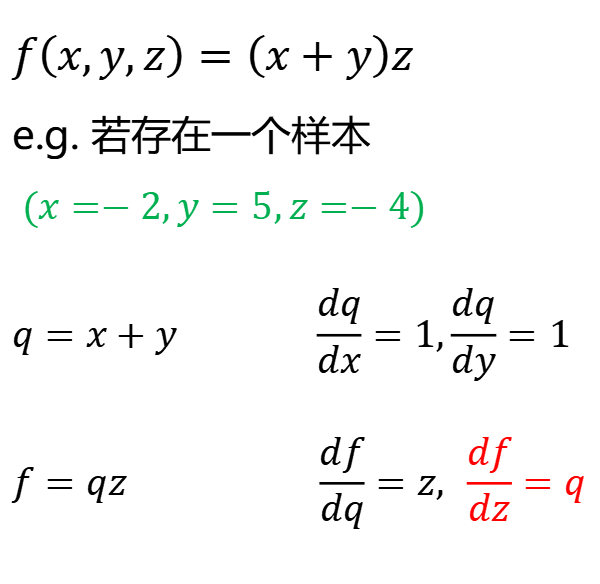 f(x, y, z) = (x + y)z
e.g. 若存在一个样本
(x =− 2, y = 5, z =− 4)
q = x + y    dq/dx = 1, dq/dy = 1
f = qz    df/dq = z, df/dz = q